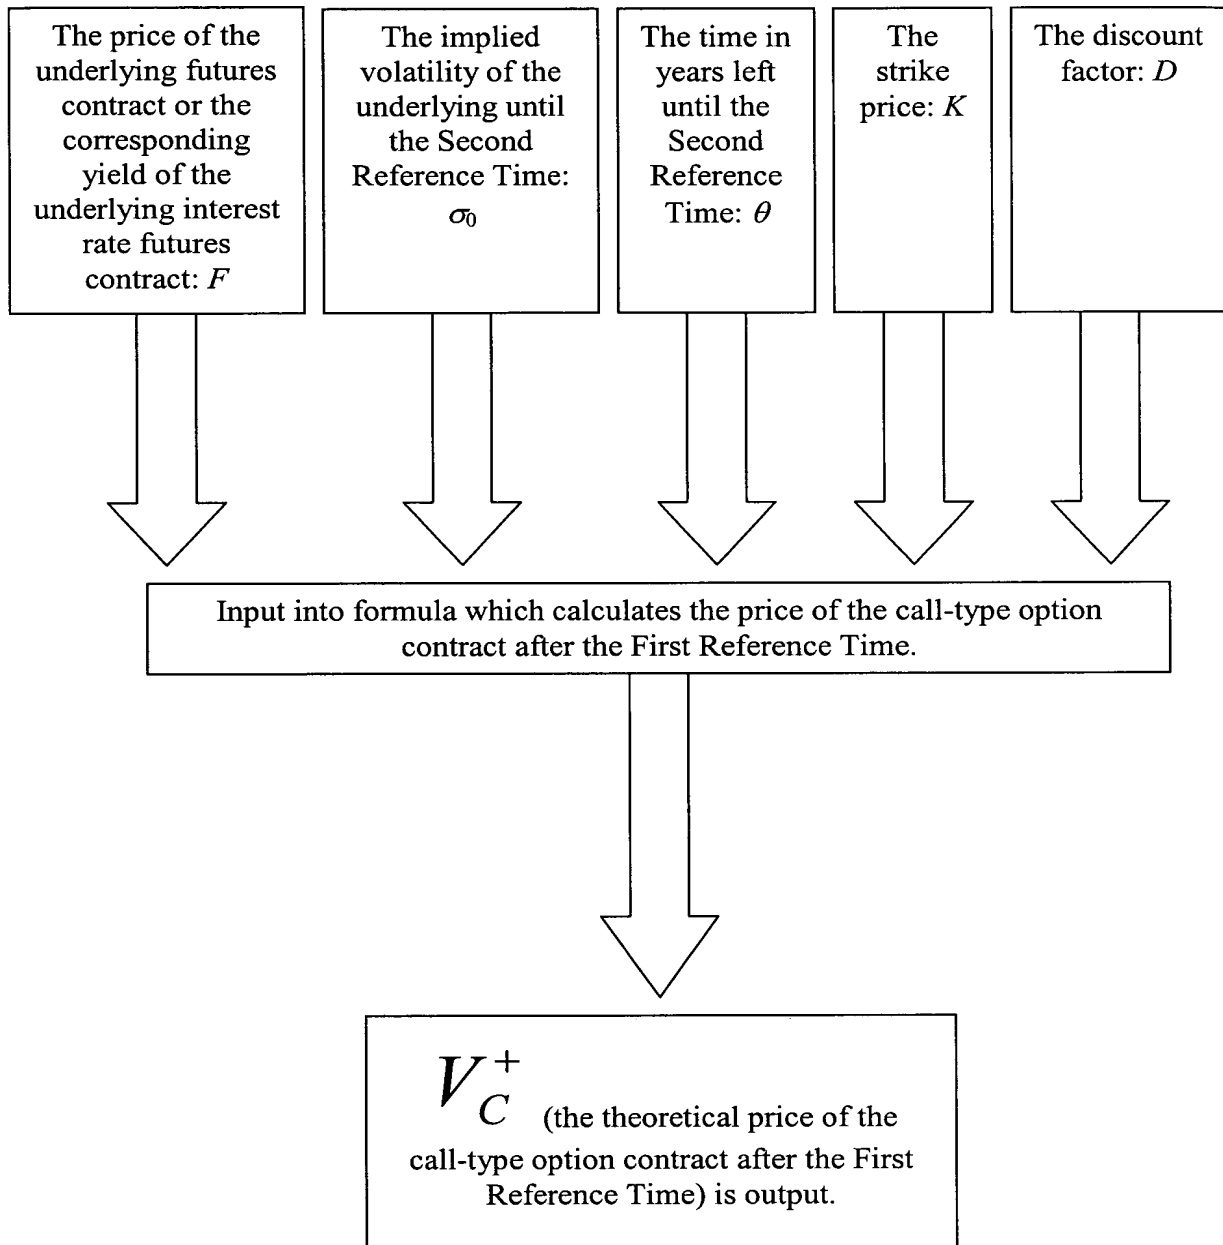 The price of the
underlying futures
contract or the
corresponding
yield of the
underlying interest
rate futures
contract: F
The implied
volatility of the
underlying until
the Second
Reference Time:
σ₀
The time in
years left
until the
Second
Reference
Time: θ
The
strike
price: K
The discount
factor: D
Input into formula which calculates the price of the call-type option
contract after the First Reference Time.
V_C^+ (the theoretical price of the
call-type option contract after the First
Reference Time) is output.